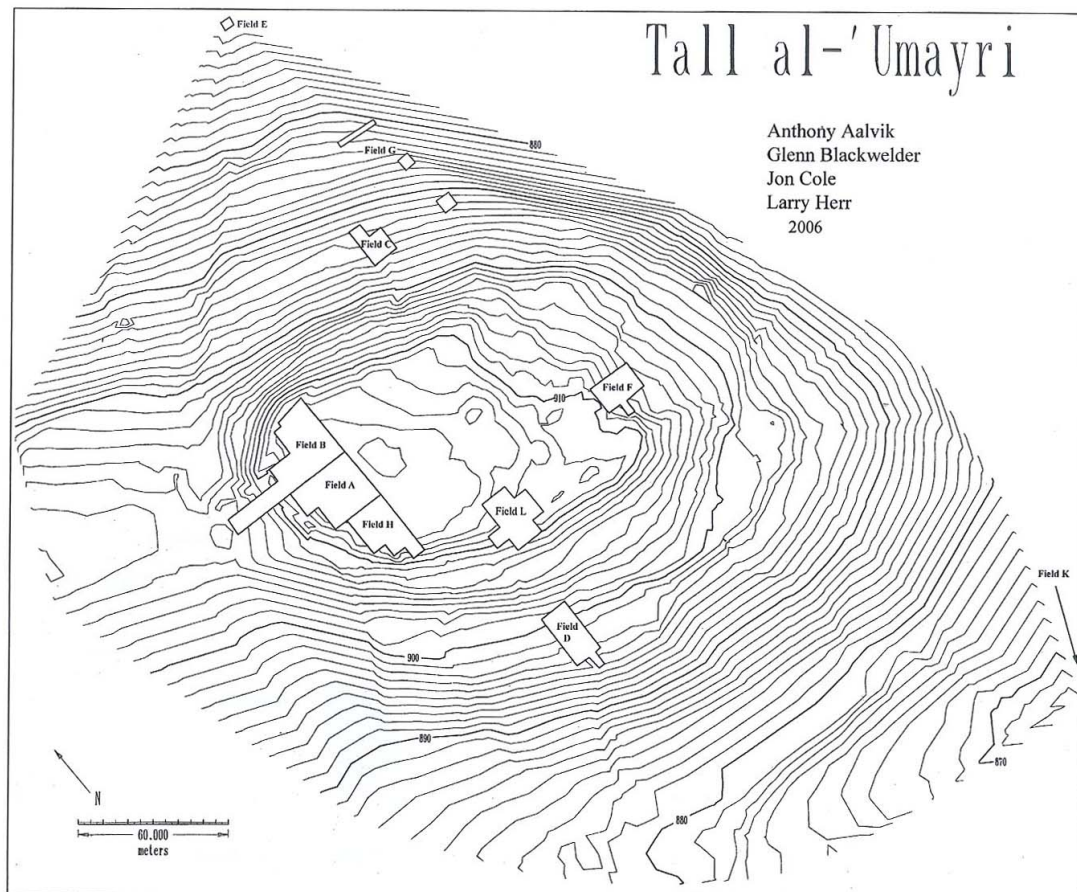 Tall al-'Umayri
Anthony Aalvik
Glenn Blackwelder
Jon Cole
Larry Herr
2006
Field E
880
Field G
Field C
Field F
910
Field B
Field A
Field L
Field H
Field K
Field
D
900
890
870
880
N
60.000
meters